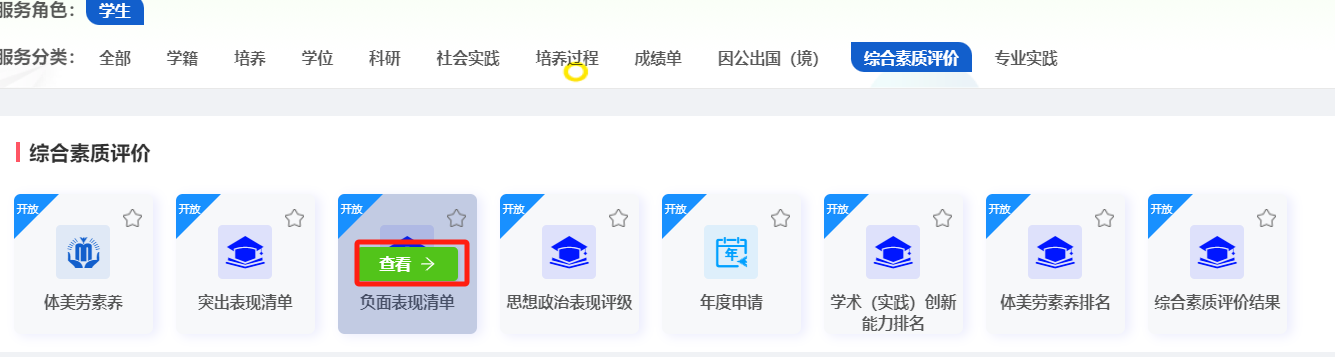 服务角色： 学生
服务分类： 全部 学籍 培养 学位 科研 社会实践 培养过程 成绩单 因公出国（境） 综合素质评价 专业实践
综合素质评价
开放 开放 开放 开放 开放 开放 开放 开放
年
查看 →
体美劳素养 突出表现清单 负面表现清单 思想政治表现评级 年度申请 学术（实践）创新 体美劳素养排名 综合素质评价结果
能力排名